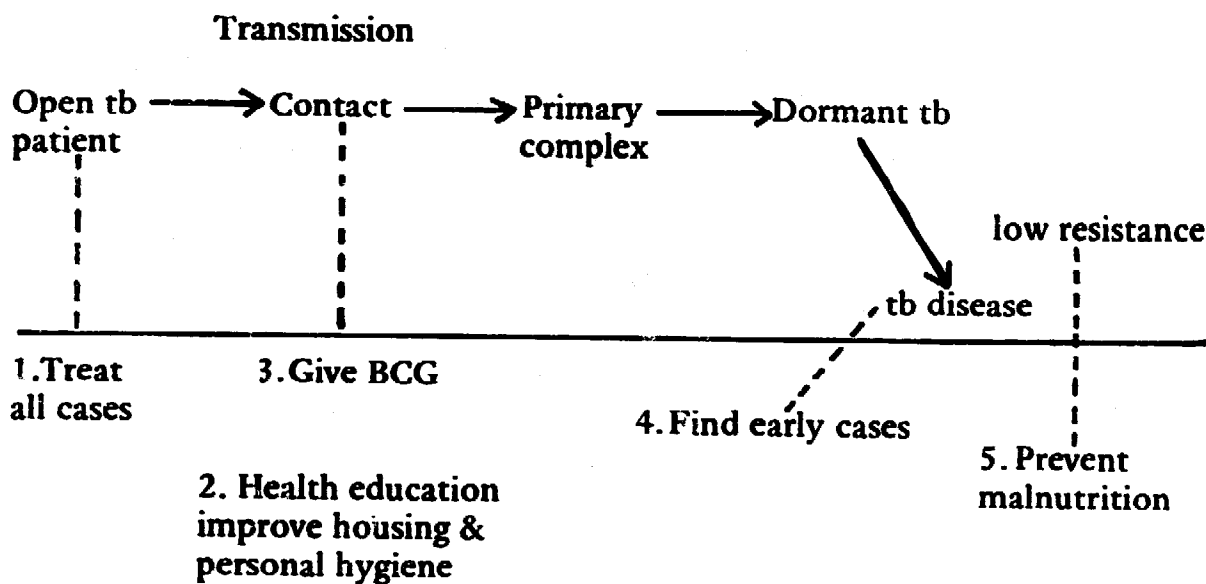 Transmission
Open tb
patient
Contact
Primary
complex
Dormant tb
low resistance
tb disease
1.Treat
all cases
3.Give BCG
4.Find early cases
5. Prevent
malnutrition
2. Health education
improve housing &
personal hygiene